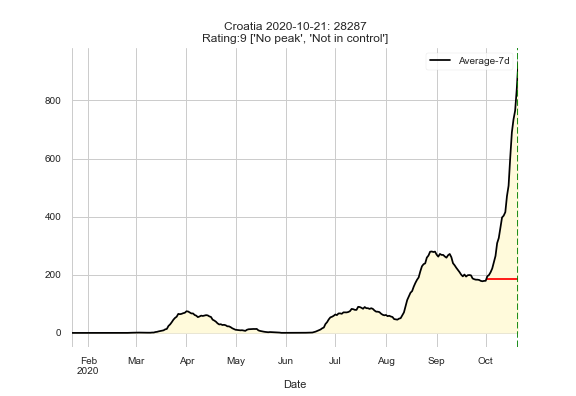 Croatia 2020-10-21: 28287
Rating:9 ['No peak', 'Not in control']
Average-7d
800
600
400
200
0
Feb Mar Apr May Jun Jul Aug Sep Oct
2020
Date